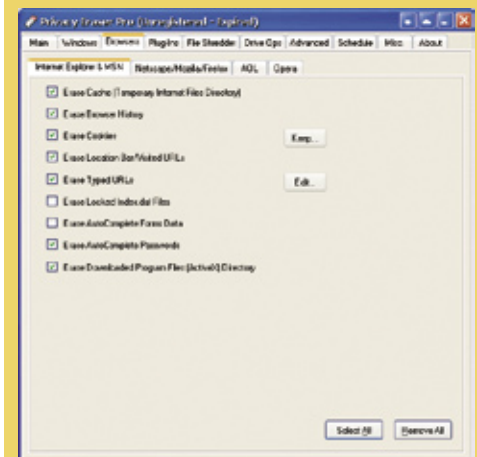 Privacy Eraser Pro (Unregistered - Expired)
Main Windows Browsers Plug-Ins File Shredder Drive Ops Advanced Schedule Misc About
Internet Explorer & MSN Netscape/Mozilla/Firefox AOL Opera
Erase Cache (Temporary Internet Files Directory)
Erase Browser History
Erase Cookies Keep...
Erase Location Bar/Visited URLs
Erase Typed URLs Edit...
Erase Locked Index.dat Files
Erase AutoComplete Forms Data
Erase AutoComplete Passwords
Erase Downloaded Program Files (ActiveX) Directory
Select All Remove All